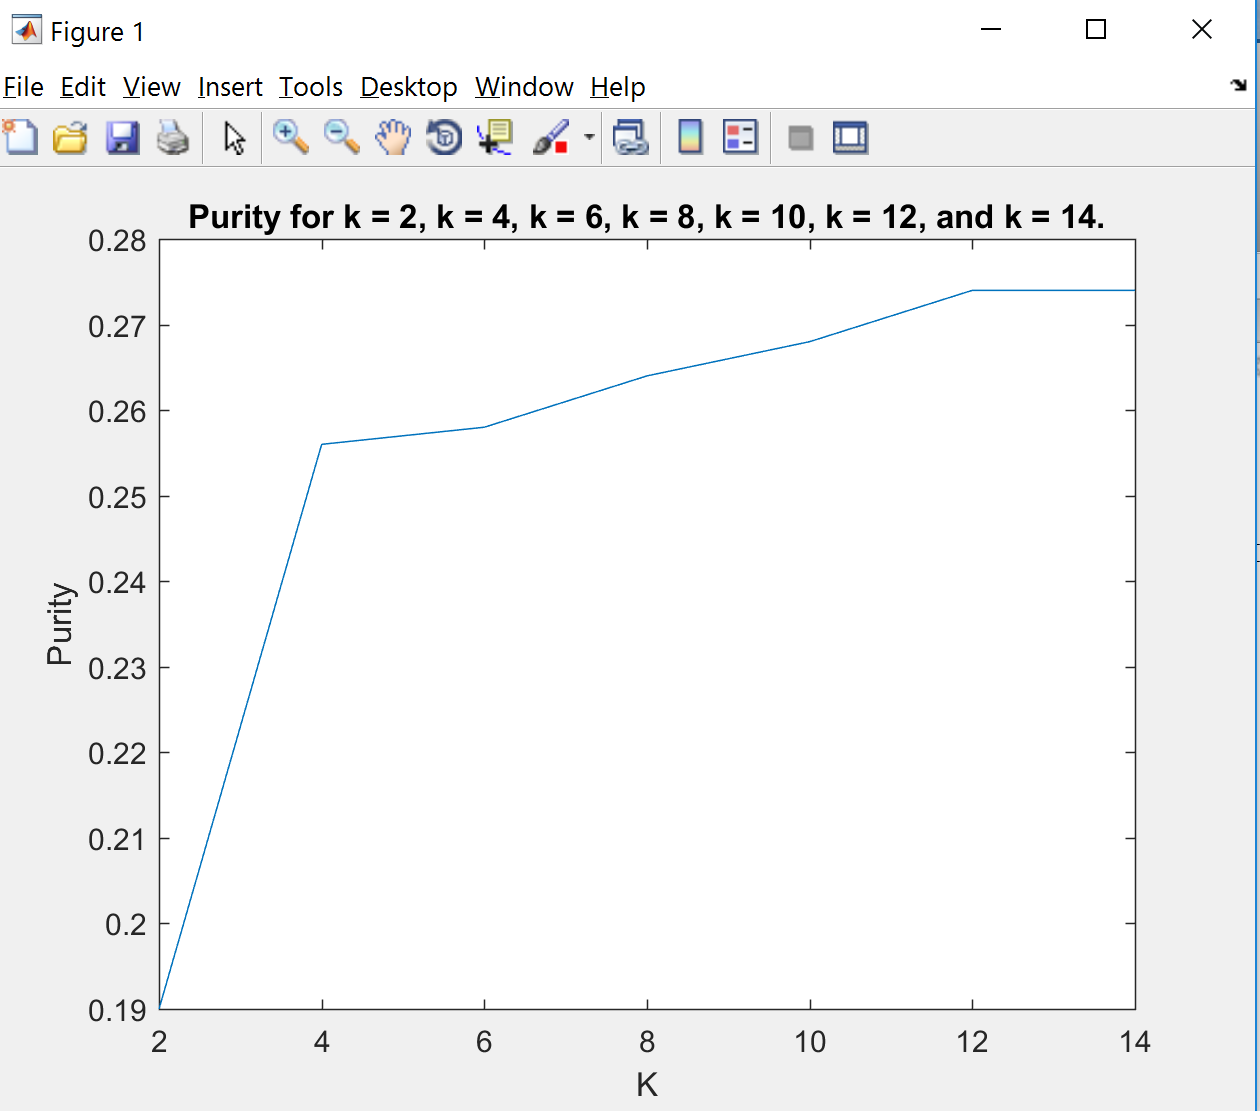 Figure 1
File Edit View Insert Tools Desktop Window Help
Purity for k = 2, k = 4, k = 6, k = 8, k = 10, k = 12, and k = 14.
0.28
0.27
0.26
0.25
0.24
0.23
0.22
0.21
0.2
0.19
Purity
2 4 6 8 10 12 14
K